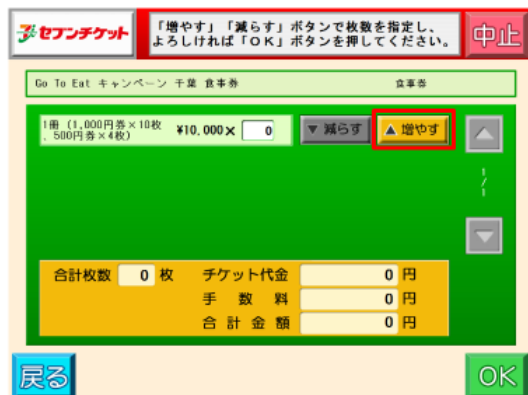 セブンチケット
「増やす」「減らす」ボタンで枚数を指定し、
よろしければ「OK」ボタンを押してください。
中止
Go To Eat キャンペーン 千葉 食事券 食事券
1冊 (1,000円券×10枚
、500円券×4枚)
¥10,000× 0
▼ 減らす
▲ 増やす
▲
1/1
▼
合計枚数 0 枚
チケット代金 0 円
手数料 0 円
合計金額 0 円
戻る
OK